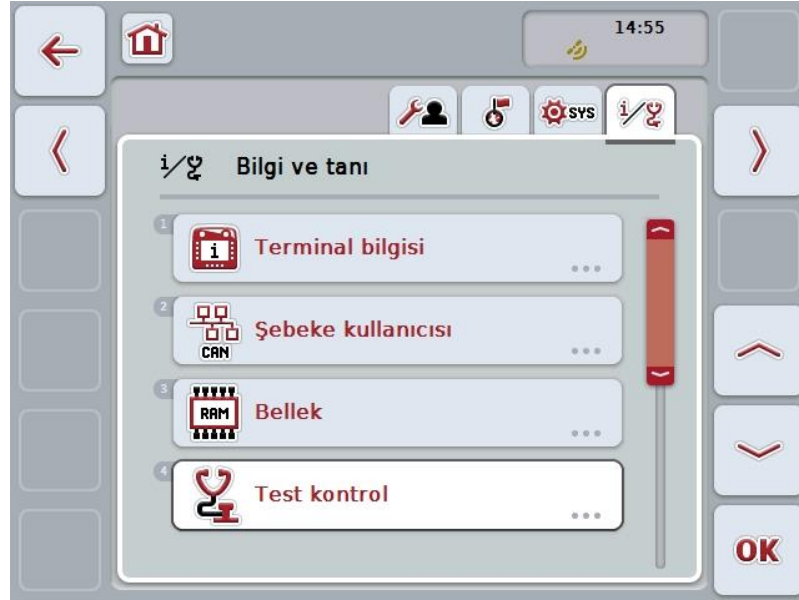 14:55
SYS
i/
i/ Bilgi ve tanı
1
i
Terminal bilgisi
2
CAN
Şebeke kullanıcısı
3
RAM
Bellek
4
Test kontrol
OK